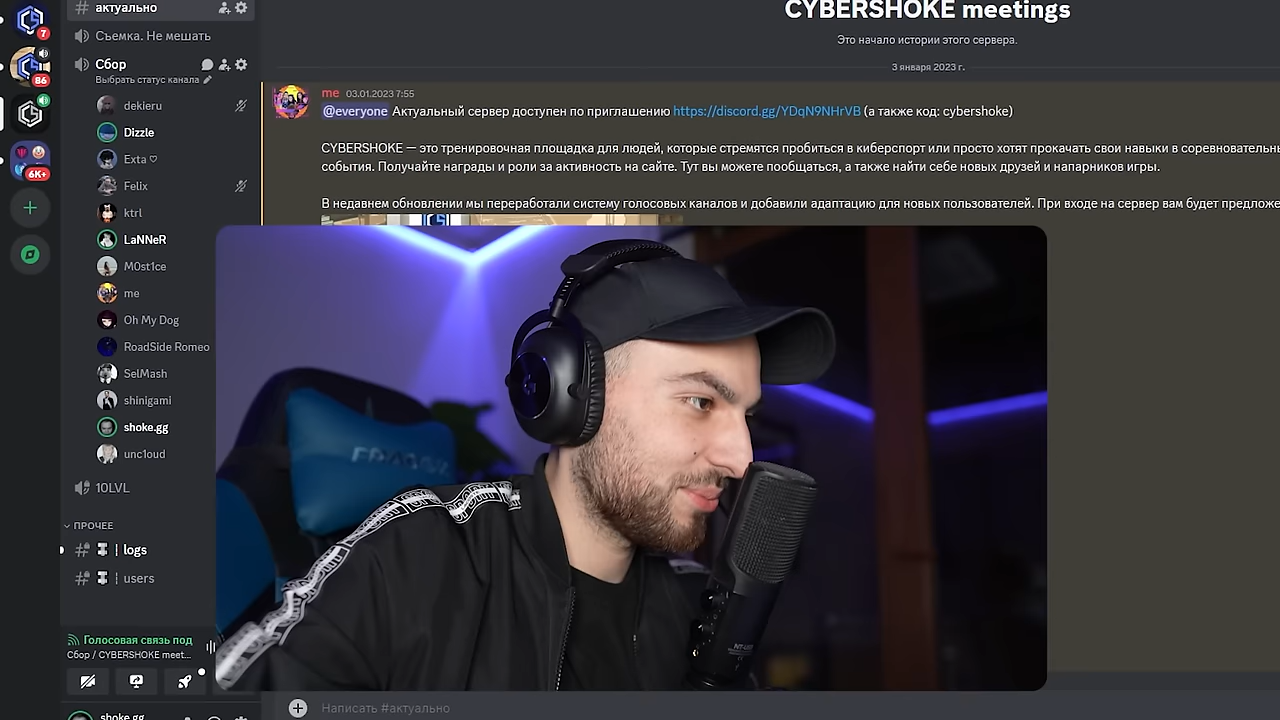 актуально
Съемка. Не мешать
Сбор
Выбрать статус канала
dekieru
Dizzle
Exta ♡
Felix
ktrl
LaNNeR
M0st1ce
me
Oh My Dog
RoadSide Romeo
SelMash
shinigami
shoke.gg
unc1oud
10LVL
ПРОЧЕЕ
| logs
| users
Голосовая связь под
Сбор / CYBERSHOKE meet...
shoke.gg
7
86
6K+
CYBERSHOKE meetings
Это начало истории этого сервера.
3 января 2023 г.
me 03.01.2023 7:55
@everyone Актуальный сервер доступен по приглашению https://discord.gg/YDqN9NHrVB (а также код: cybershoke)
CYBERSHOKE — это тренировочная площадка для людей, которые стремятся пробиться в киберспорт или просто хотят прокачать свои навыки в соревновательн
события. Получайте награды и роли за активность на сайте. Тут вы можете пообщаться, а также найти себе новых друзей и напарников игры.
В недавнем обновлении мы переработали систему голосовых каналов и добавили адаптацию для новых пользователей. При входе на сервер вам будет предложе
Написать #актуально